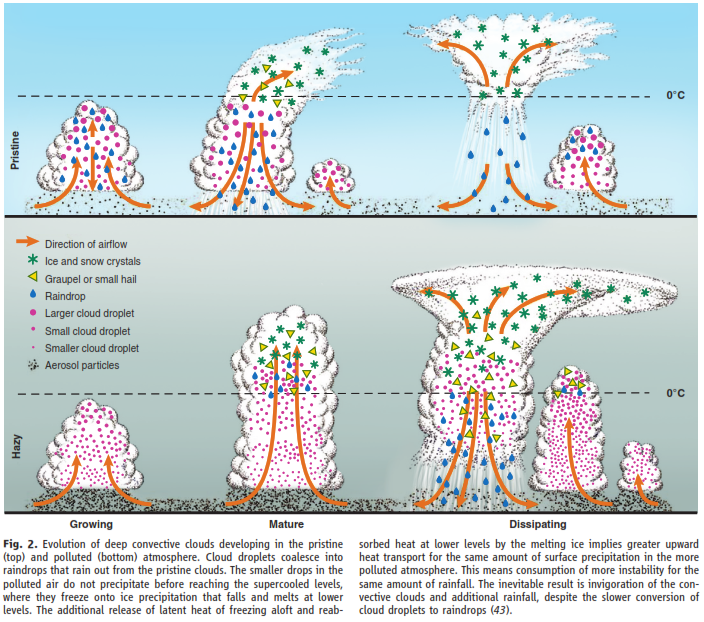 0°C
Pristine
Direction of airflow
Ice and snow crystals
Graupel or small hail
Raindrop
Larger cloud droplet
Small cloud droplet
Smaller cloud droplet
Aerosol particles
0°C
Hazy
Growing
Mature
Dissipating
Fig. 2. Evolution of deep convective clouds developing in the pristine
(top) and polluted (bottom) atmosphere. Cloud droplets coalesce into
raindrops that rain out from the pristine clouds. The smaller drops in the
polluted air do not precipitate before reaching the supercooled levels,
where they freeze onto ice precipitation that falls and melts at lower
levels. The additional release of latent heat of freezing aloft and reab-
sorbed heat at lower levels by the melting ice implies greater upward
heat transport for the same amount of surface precipitation in the more
polluted atmosphere. This means consumption of more instability for the
same amount of rainfall. The inevitable result is invigoration of the con-
vective clouds and additional rainfall, despite the slower conversion of
cloud droplets to raindrops (43).